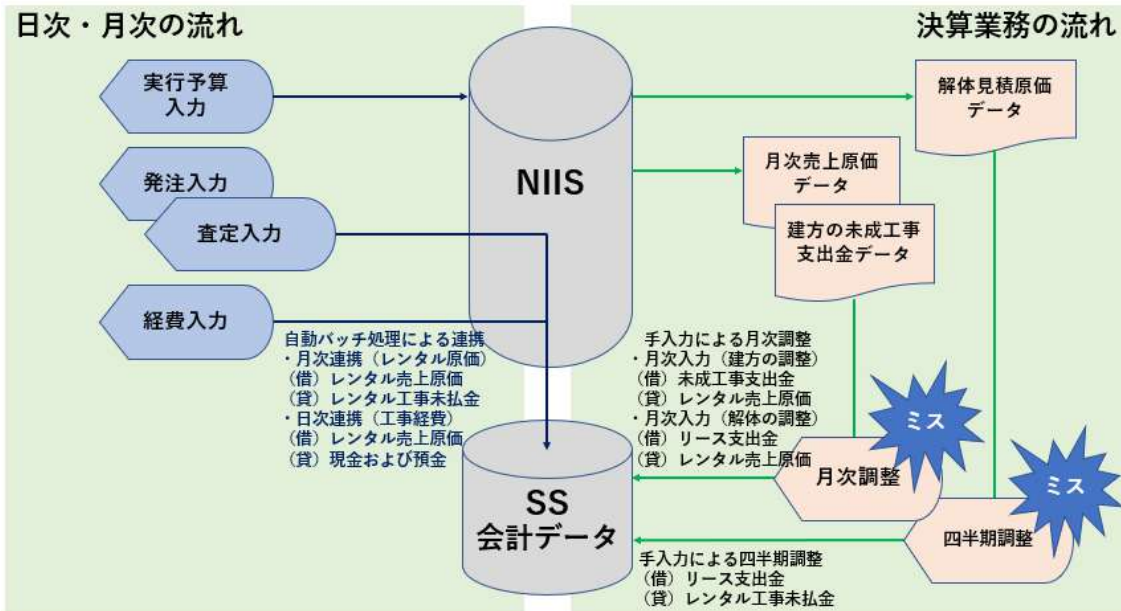 日次・月次の流れ
実行予算
入力
発注入力
査定入力
経費入力
自動バッチ処理による連携
・月次連携（レンタル原価）
（借）レンタル売上原価
（貸）レンタル工事未払金
・日次連携（工事経費）
（借）レンタル売上原価
（貸）現金および預金
NIIS
SS
会計データ
決算業務の流れ
解体見積原価
データ
月次売上原価
データ
建方の未成工事
支出金データ
手入力による月次調整
・月次入力（建方の調整）
（借）未成工事支出金
（貸）レンタル売上原価
・月次入力（解体の調整）
（借）リース支出金
（貸）レンタル売上原価
ミス
月次調整
ミス
四半期調整
手入力による四半期調整
（借）リース支出金
（貸）レンタル工事未払金